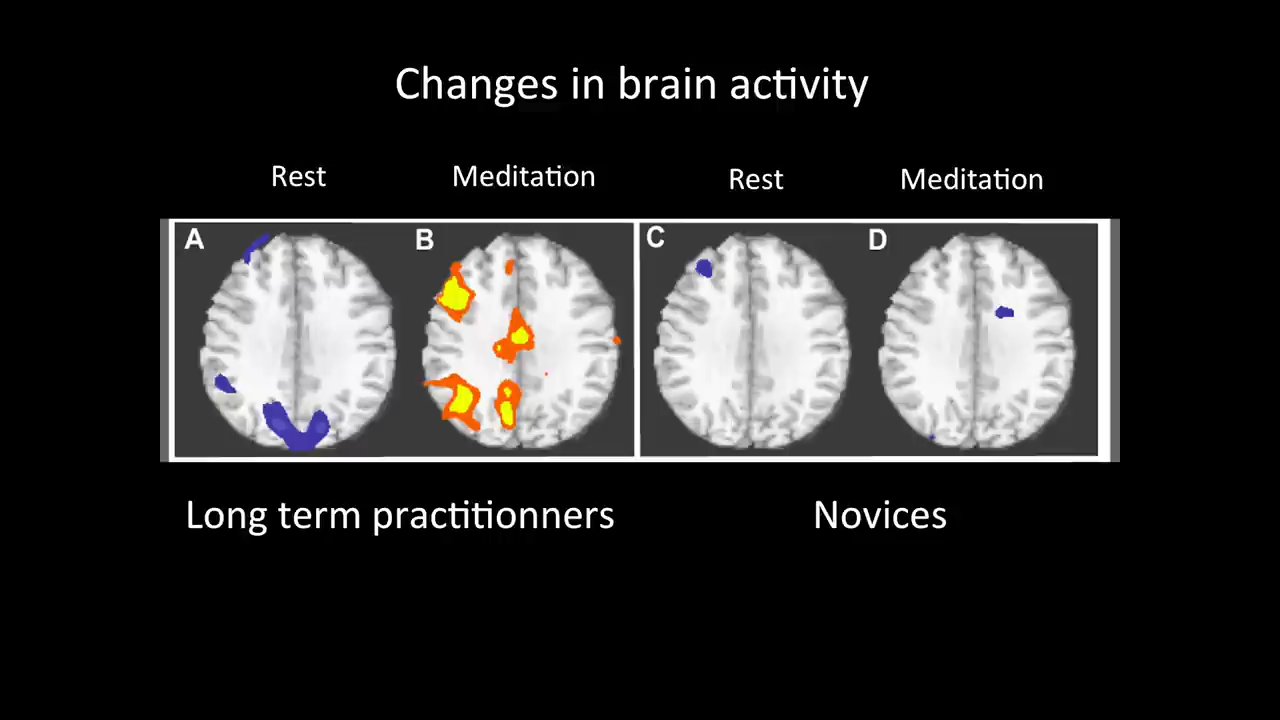 Changes in brain activity
Rest Meditation Rest Meditation
A B C D
Long term practitionners Novices